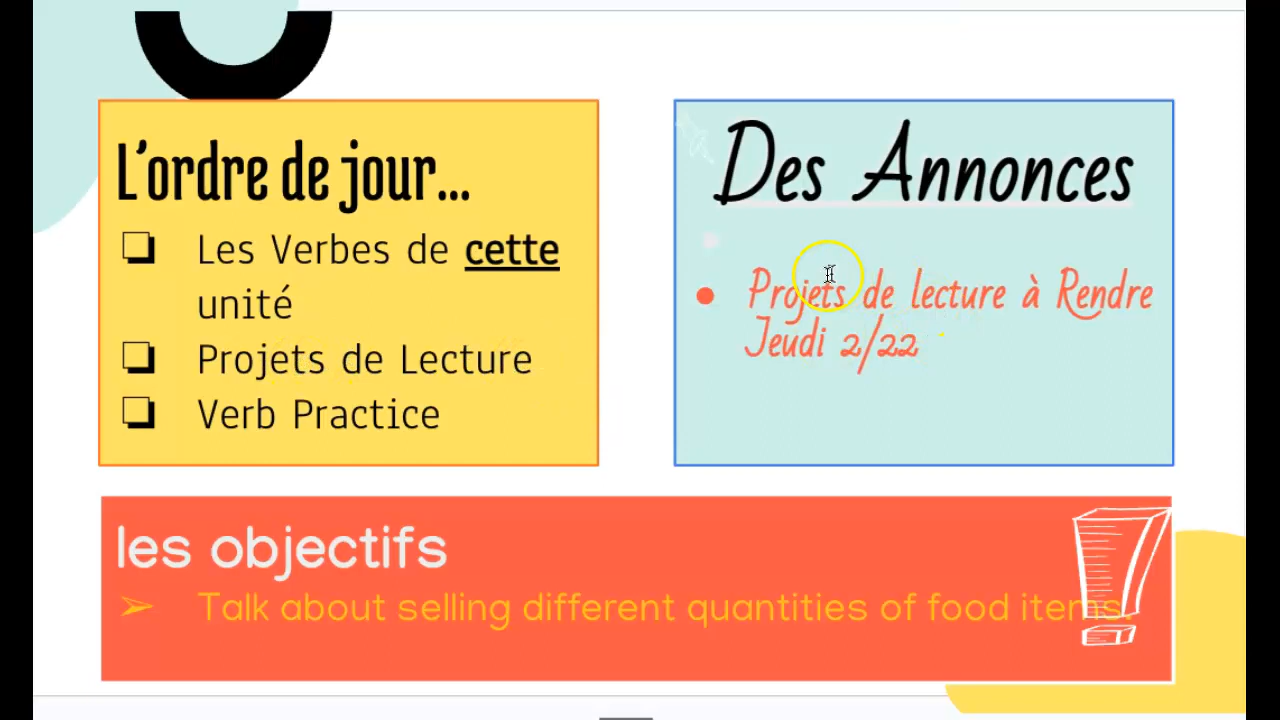 L'ordre de jour...
Les Verbes de cette
unité
Projets de Lecture
Verb Practice
Des Annonces
Projets de lecture à Rendre
Jeudi 2/22
les objectifs
Talk about selling different quantities of food items.